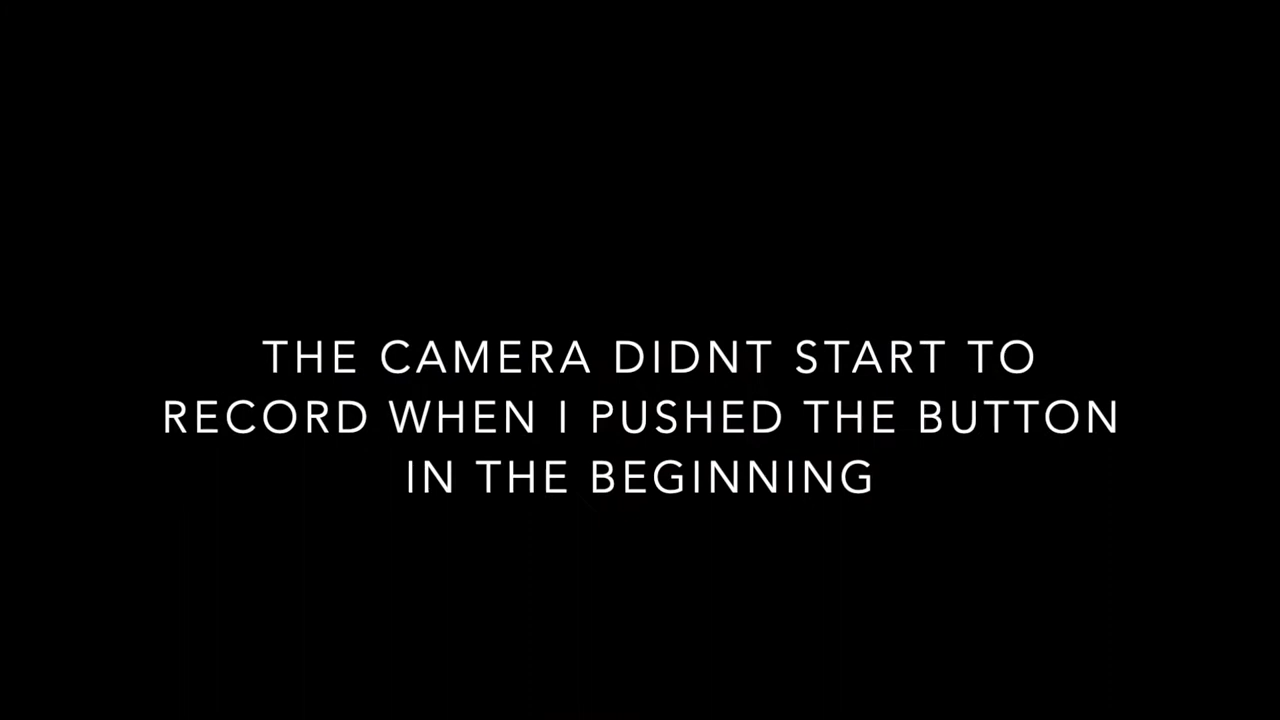 THE CAMERA DIDNT START TO
RECORD WHEN I PUSHED THE BUTTON
IN THE BEGINNING